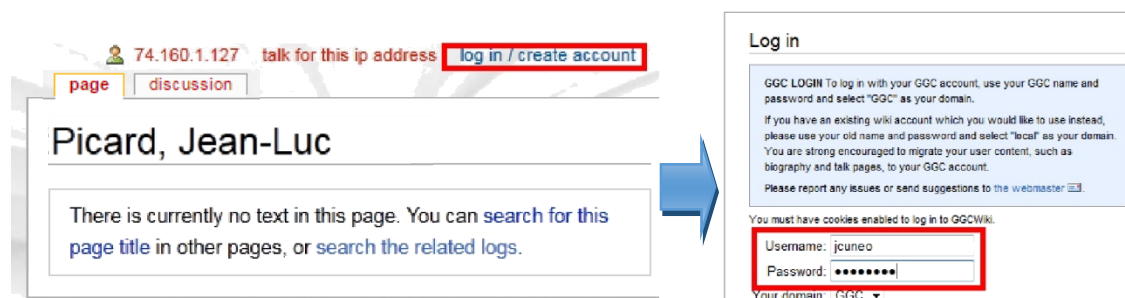 74.160.1.127 talk for this ip address log in / create account
page discussion
Picard, Jean-Luc
There is currently no text in this page. You can search for this
page title in other pages, or search the related logs.
Log in
GGC LOGIN To log in with your GGC account, use your GGC name and
password and select "GGC" as your domain.
If you have an existing wiki account which you would like to use instead,
please use your old name and password and select "local" as your domain.
You are strong encouraged to migrate your user content, such as
biography and talk pages, to your GGC account.
Please report any issues or send suggestions to the webmaster.
You must have cookies enabled to log in to GGCWiki.
Username: jcuneo
Password: ••••••••
Your domain: GGC